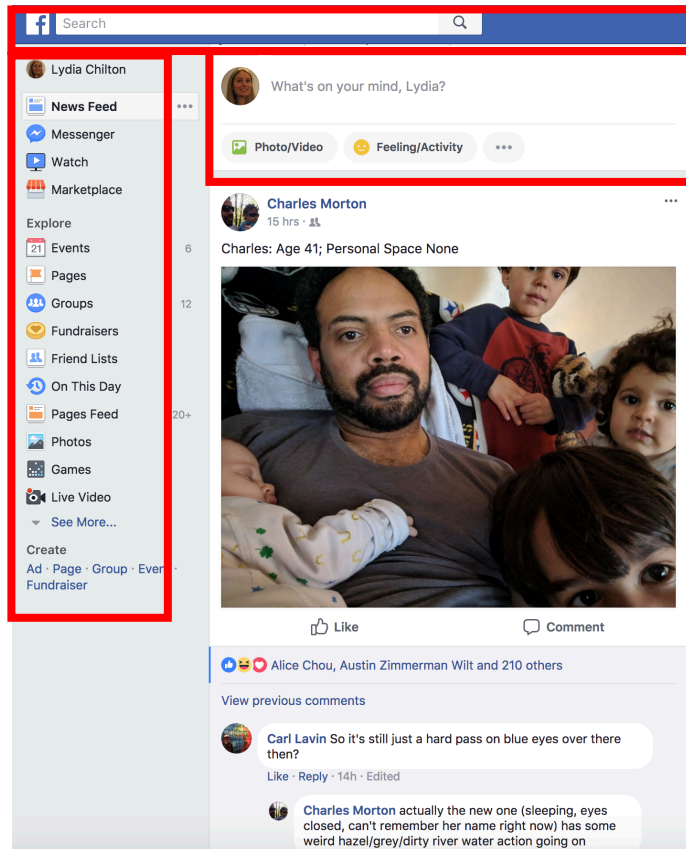 f
Search
Lydia Chilton
News Feed
Messenger
Watch
Marketplace
Explore
21 Events 6
Pages
Groups 12
Fundraisers
Friend Lists
On This Day
Pages Feed 20+
Photos
Games
Live Video
See More...
Create
Ad · Page · Group · Even ·
Fundraiser
What's on your mind, Lydia?
Photo/Video Feeling/Activity
Charles Morton
15 hrs ·
Charles: Age 41; Personal Space None
Like Comment
Alice Chou, Austin Zimmerman Wilt and 210 others
View previous comments
Carl Lavin So it's still just a hard pass on blue eyes over there
then?
Like · Reply · 14h · Edited
Charles Morton actually the new one (sleeping, eyes
closed, can't remember her name right now) has some
weird hazel/grey/dirty river water action going on